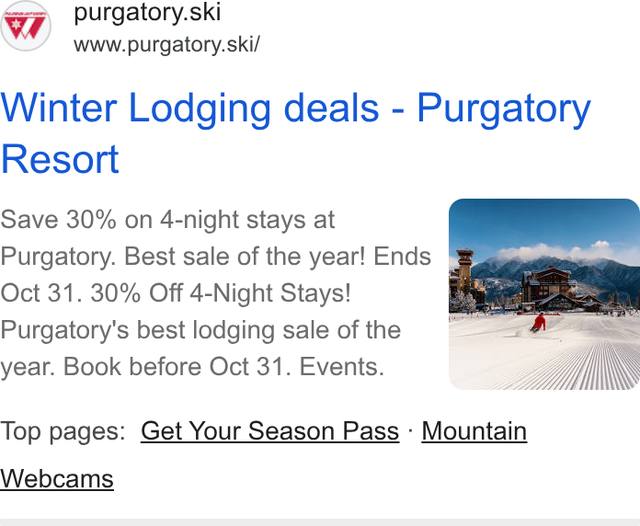 purgatory.ski
www.purgatory.ski/
Winter Lodging deals - Purgatory
Resort
Save 30% on 4-night stays at
Purgatory. Best sale of the year! Ends
Oct 31. 30% Off 4-Night Stays!
Purgatory's best lodging sale of the
year. Book before Oct 31. Events.
Top pages: Get Your Season Pass · Mountain
Webcams